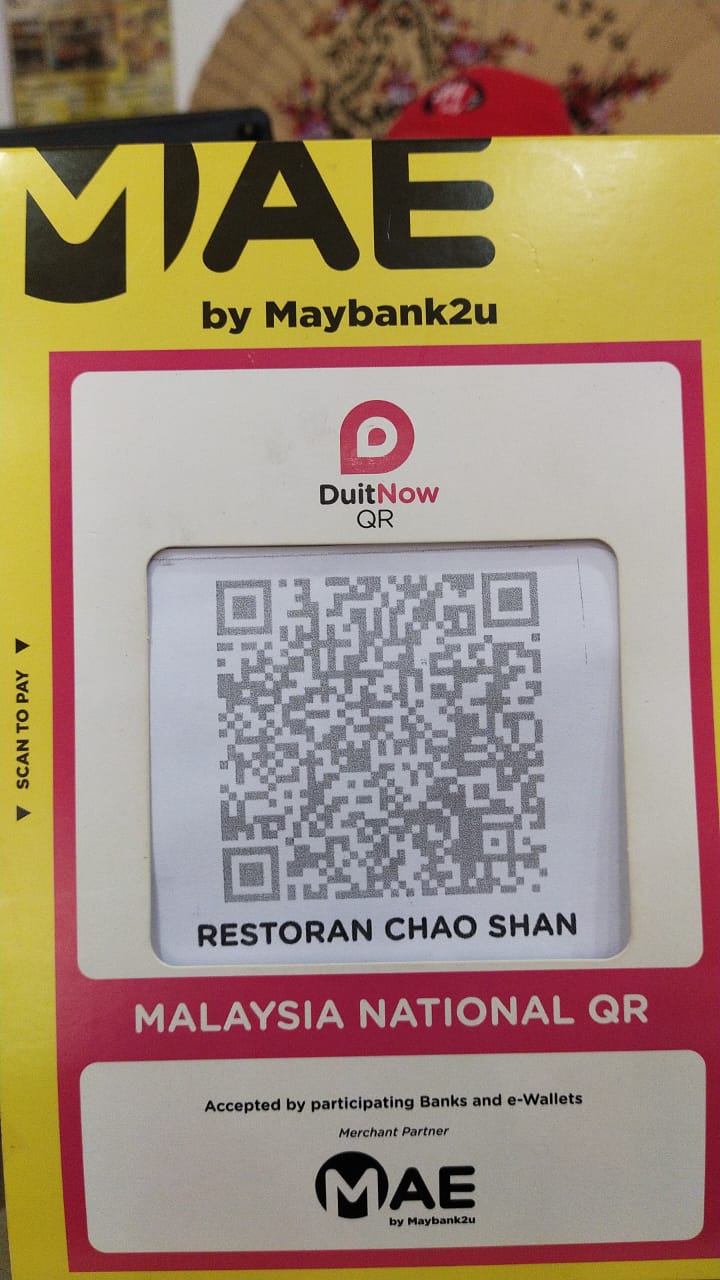 MAE
by Maybank2u
DuitNow
QR
SCAN TO PAY
RESTORAN CHAO SHAN
MALAYSIA NATIONAL QR
Accepted by participating Banks and e-Wallets
Merchant Partner
MAE
by Maybank2u